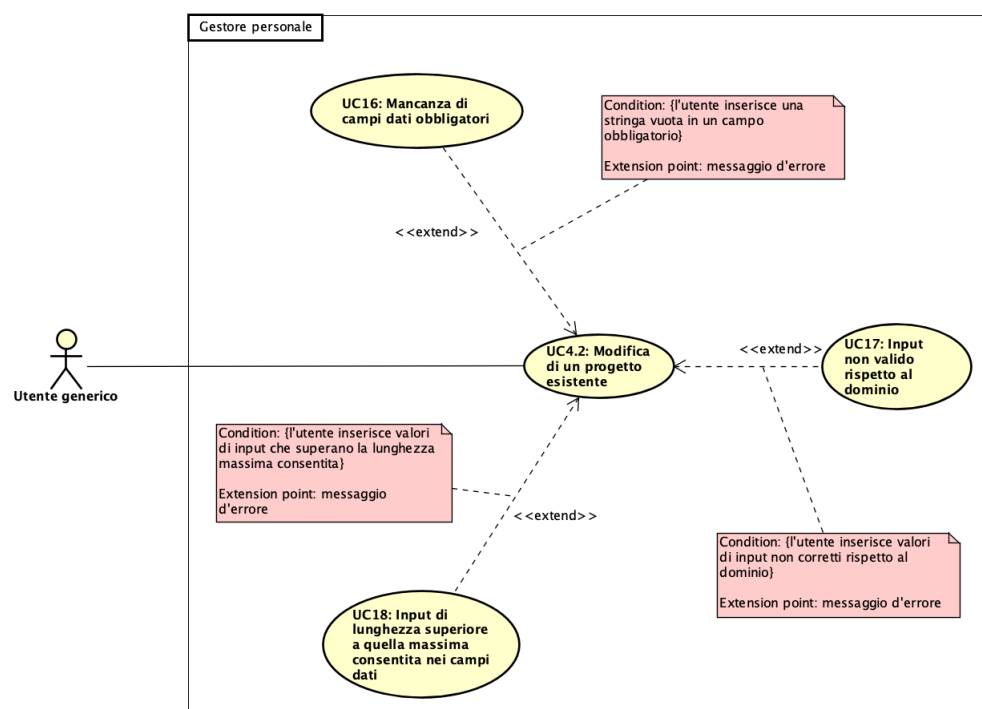 Gestore personale
UC16: Mancanza di
campi dati obbligatori
Condition: {l'utente inserisce una
stringa vuota in un campo
obbligatorio}
Extension point: messaggio d'errore
<<extend>>
Utente generico
UC4.2: Modifica
di un progetto
esistente
<<extend>>
UC17: Input
non valido
rispetto al
dominio
Condition: {l'utente inserisce valori
di input che superano la lunghezza
massima consentita}
Extension point: messaggio
d'errore
<<extend>>
Condition: {l'utente inserisce valori
di input non corretti rispetto al
dominio}
Extension point: messaggio d'errore
UC18: Input di
lunghezza superiore
a quella massima
consentita nei campi
dati